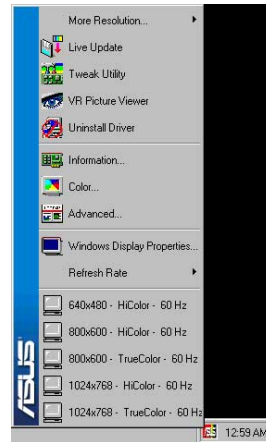 More Resolution...
Live Update
Tweak Utility
VR Picture Viewer
Uninstall Driver
Information...
Color...
Advanced...
Windows Display Properties...
Refresh Rate
640x480 - HiColor - 60 Hz
800x600 - HiColor - 60 Hz
800x600 - TrueColor - 60 Hz
1024x768 - HiColor - 60 Hz
1024x768 - TrueColor - 60 Hz
ASUS
12:59 AM